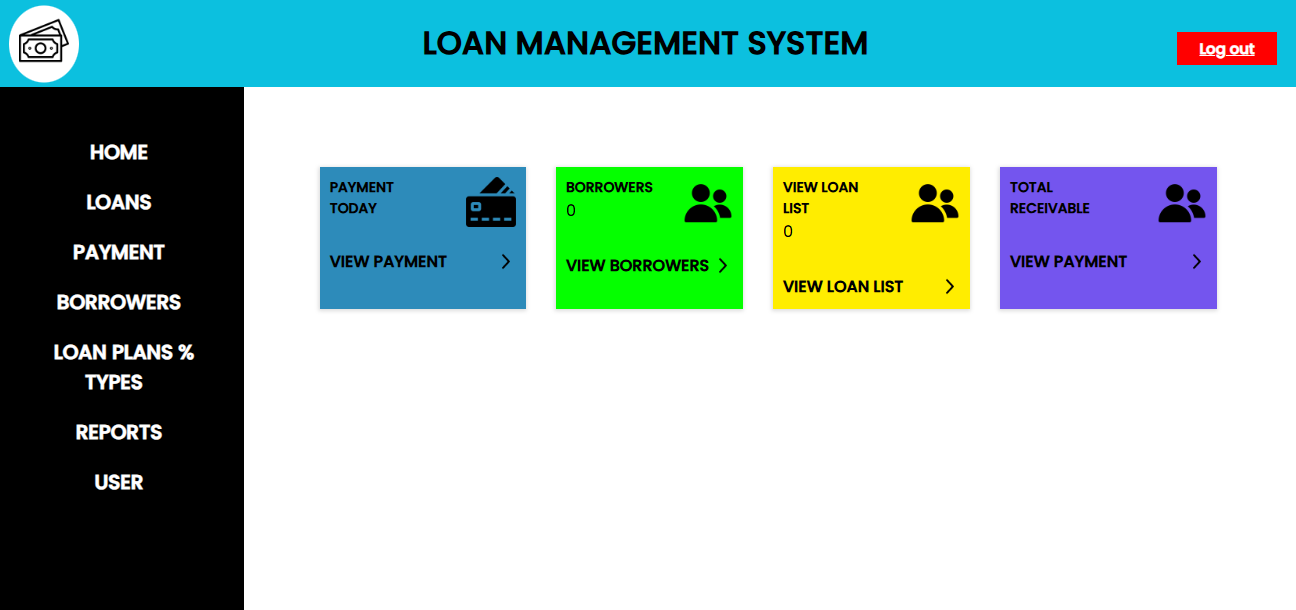 LOAN MANAGEMENT SYSTEM
Log out
HOME
LOANS
PAYMENT
BORROWERS
LOAN PLANS %
TYPES
REPORTS
USER
PAYMENT
TODAY
VIEW PAYMENT
BORROWERS
0
VIEW BORROWERS
VIEW LOAN
LIST
0
VIEW LOAN LIST
TOTAL
RECEIVABLE
VIEW PAYMENT